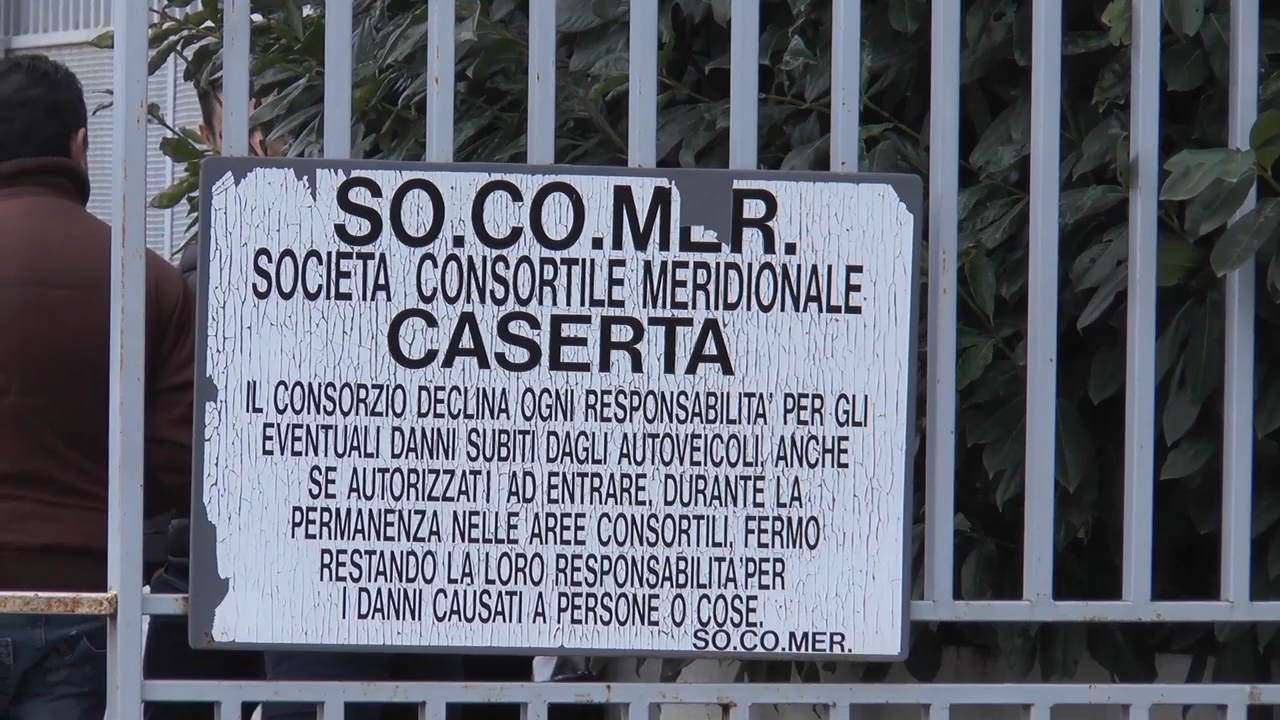 SO.CO.MER.
SOCIETA CONSORTILE MERIDIONALE
CASERTA
IL CONSORZIO DECLINA OGNI RESPONSABILITA' PER GLI
EVENTUALI DANNI SUBITI DAGLI AUTOVEICOLI, ANCHE
SE AUTORIZZATI AD ENTRARE, DURANTE LA
PERMANENZA NELLE AREE CONSORTILI, FERMO
RESTANDO LA LORO RESPONSABILITA' PER
I DANNI CAUSATI A PERSONE O COSE.
SO.CO.MER.